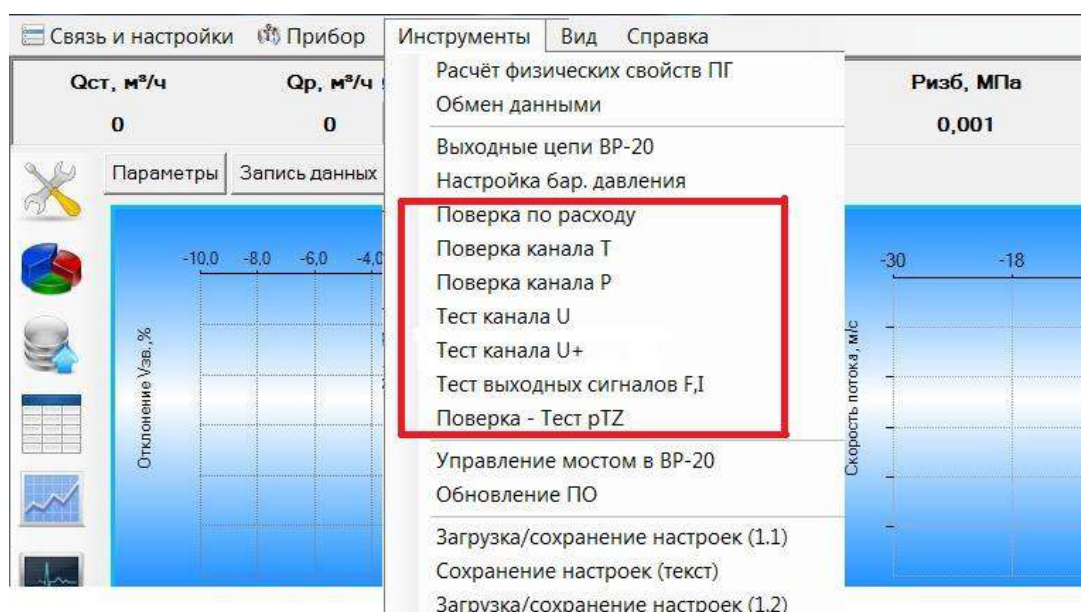 Связь и настройки Прибор Инструменты Вид Справка
Qст, м³/ч Qр, м³/ч Ризб, МПа
0 0 0,001
Параметры Запись данных
Расчёт физических свойств ПГ
Обмен данными
Выходные цепи ВР-20
Настройка бар. давления
Поверка по расходу
Поверка канала Т
Поверка канала Р
Тест канала U
Тест канала U+
Тест выходных сигналов F,I
Поверка - Тест pTZ
Управление мостом в ВР-20
Обновление ПО
Загрузка/сохранение настроек (1.1)
Сохранение настроек (текст)
Загрузка/сохранение настроек (1.2)
-10,0 -8,0 -6,0 -4,0
Отклонение Vзв.,%
-30 -18
Скорость потока, м/с